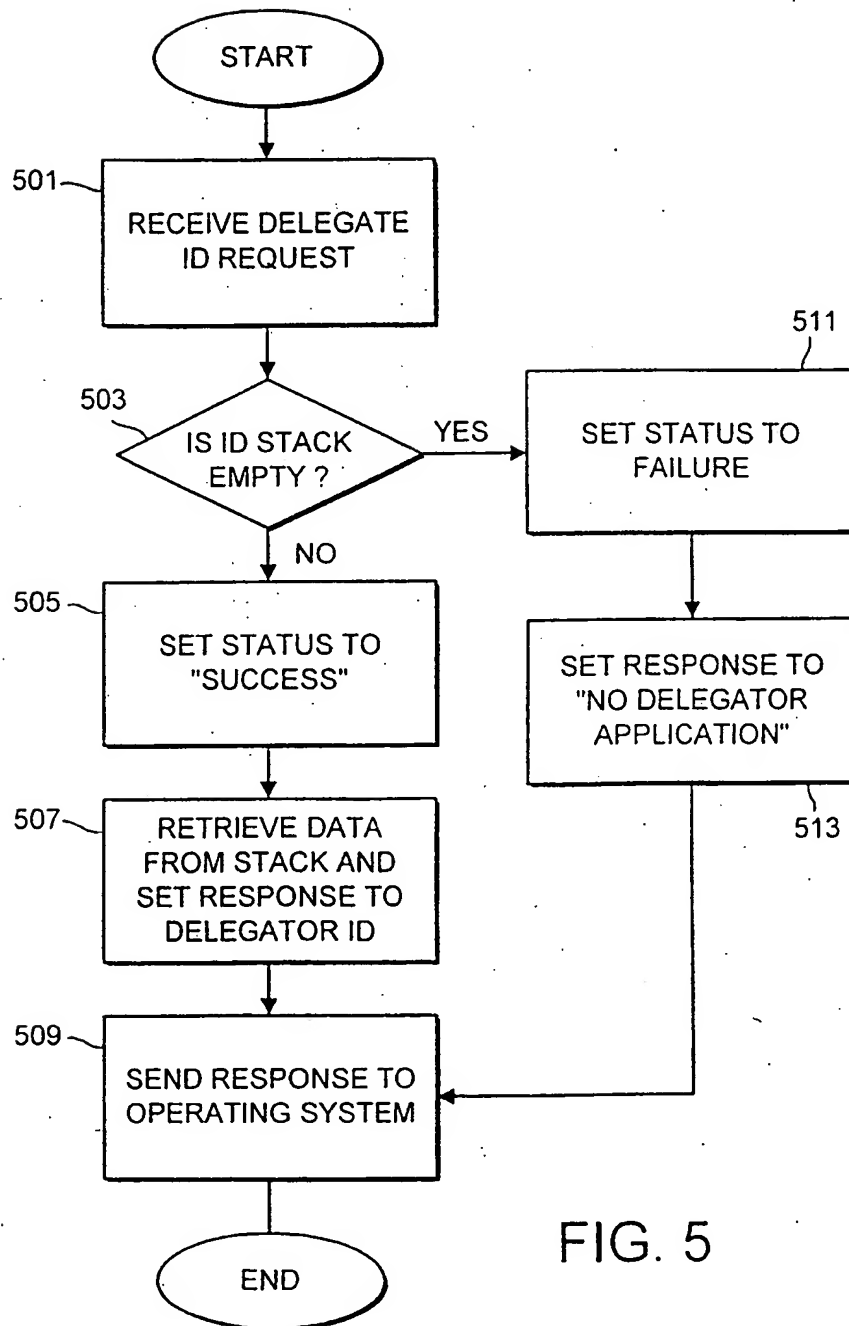 START
501
RECEIVE DELEGATE
ID REQUEST
503
IS ID STACK
EMPTY ?
YES
NO
511
SET STATUS TO
FAILURE
505
SET STATUS TO
"SUCCESS"
SET RESPONSE TO
"NO DELEGATOR
APPLICATION"
513
507
RETRIEVE DATA
FROM STACK AND
SET RESPONSE TO
DELEGATOR ID
509
SEND RESPONSE TO
OPERATING SYSTEM
END
FIG. 5